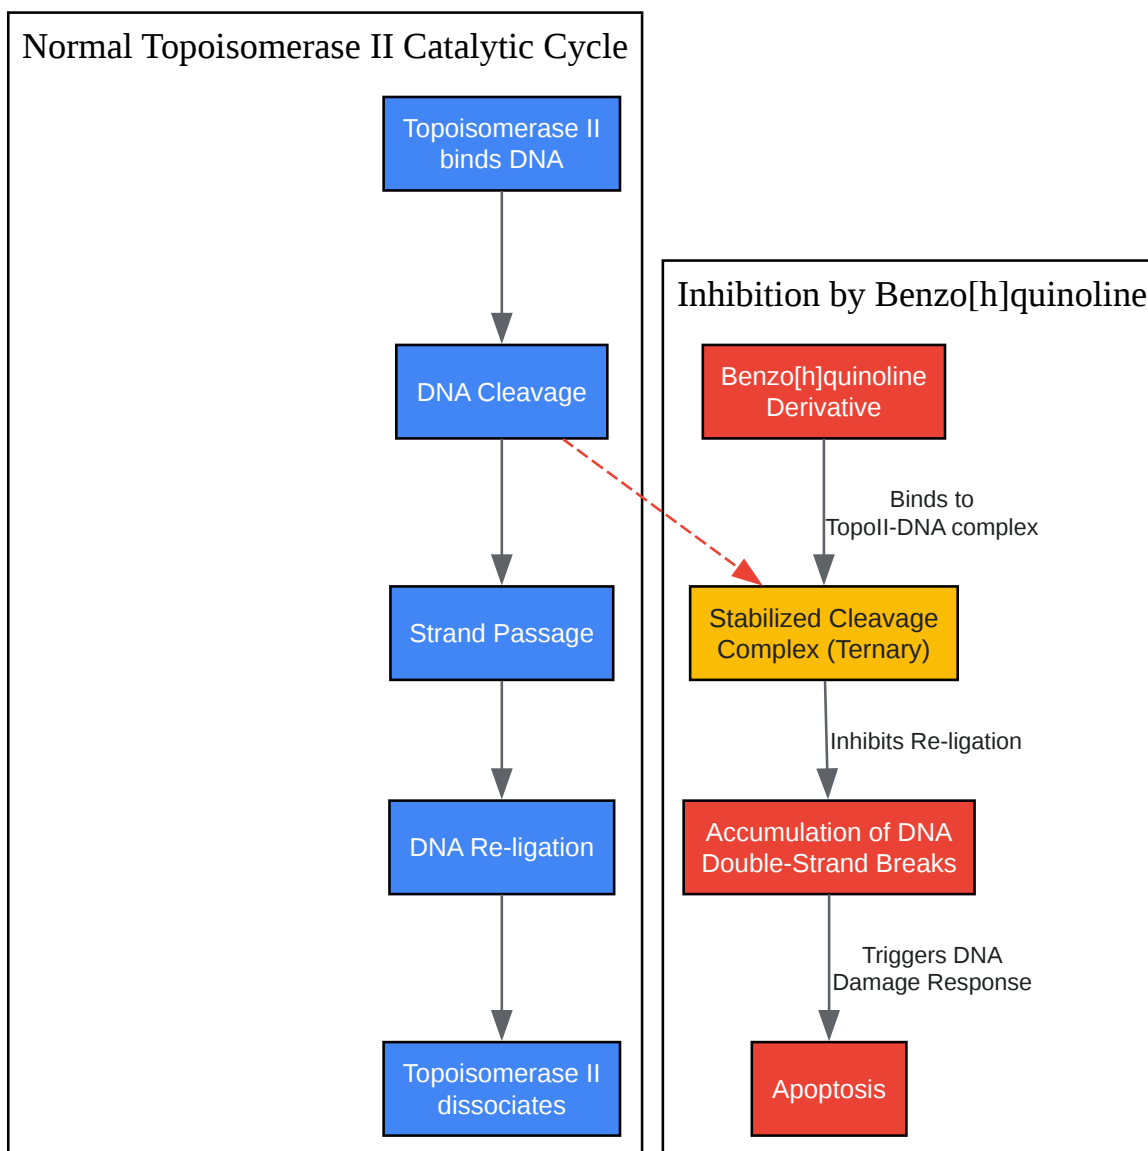 Normal Topoisomerase II Catalytic Cycle
Topoisomerase II
binds DNA
DNA Cleavage
Strand Passage
DNA Re-ligation
Topoisomerase II
dissociates
Inhibition by Benzo[h]quinoline
Benzo[h]quinoline
Derivative
Binds to
TopoII-DNA complex
Stabilized Cleavage
Complex (Ternary)
Inhibits Re-ligation
Accumulation of DNA
Double-Strand Breaks
Triggers DNA
Damage Response
Apoptosis